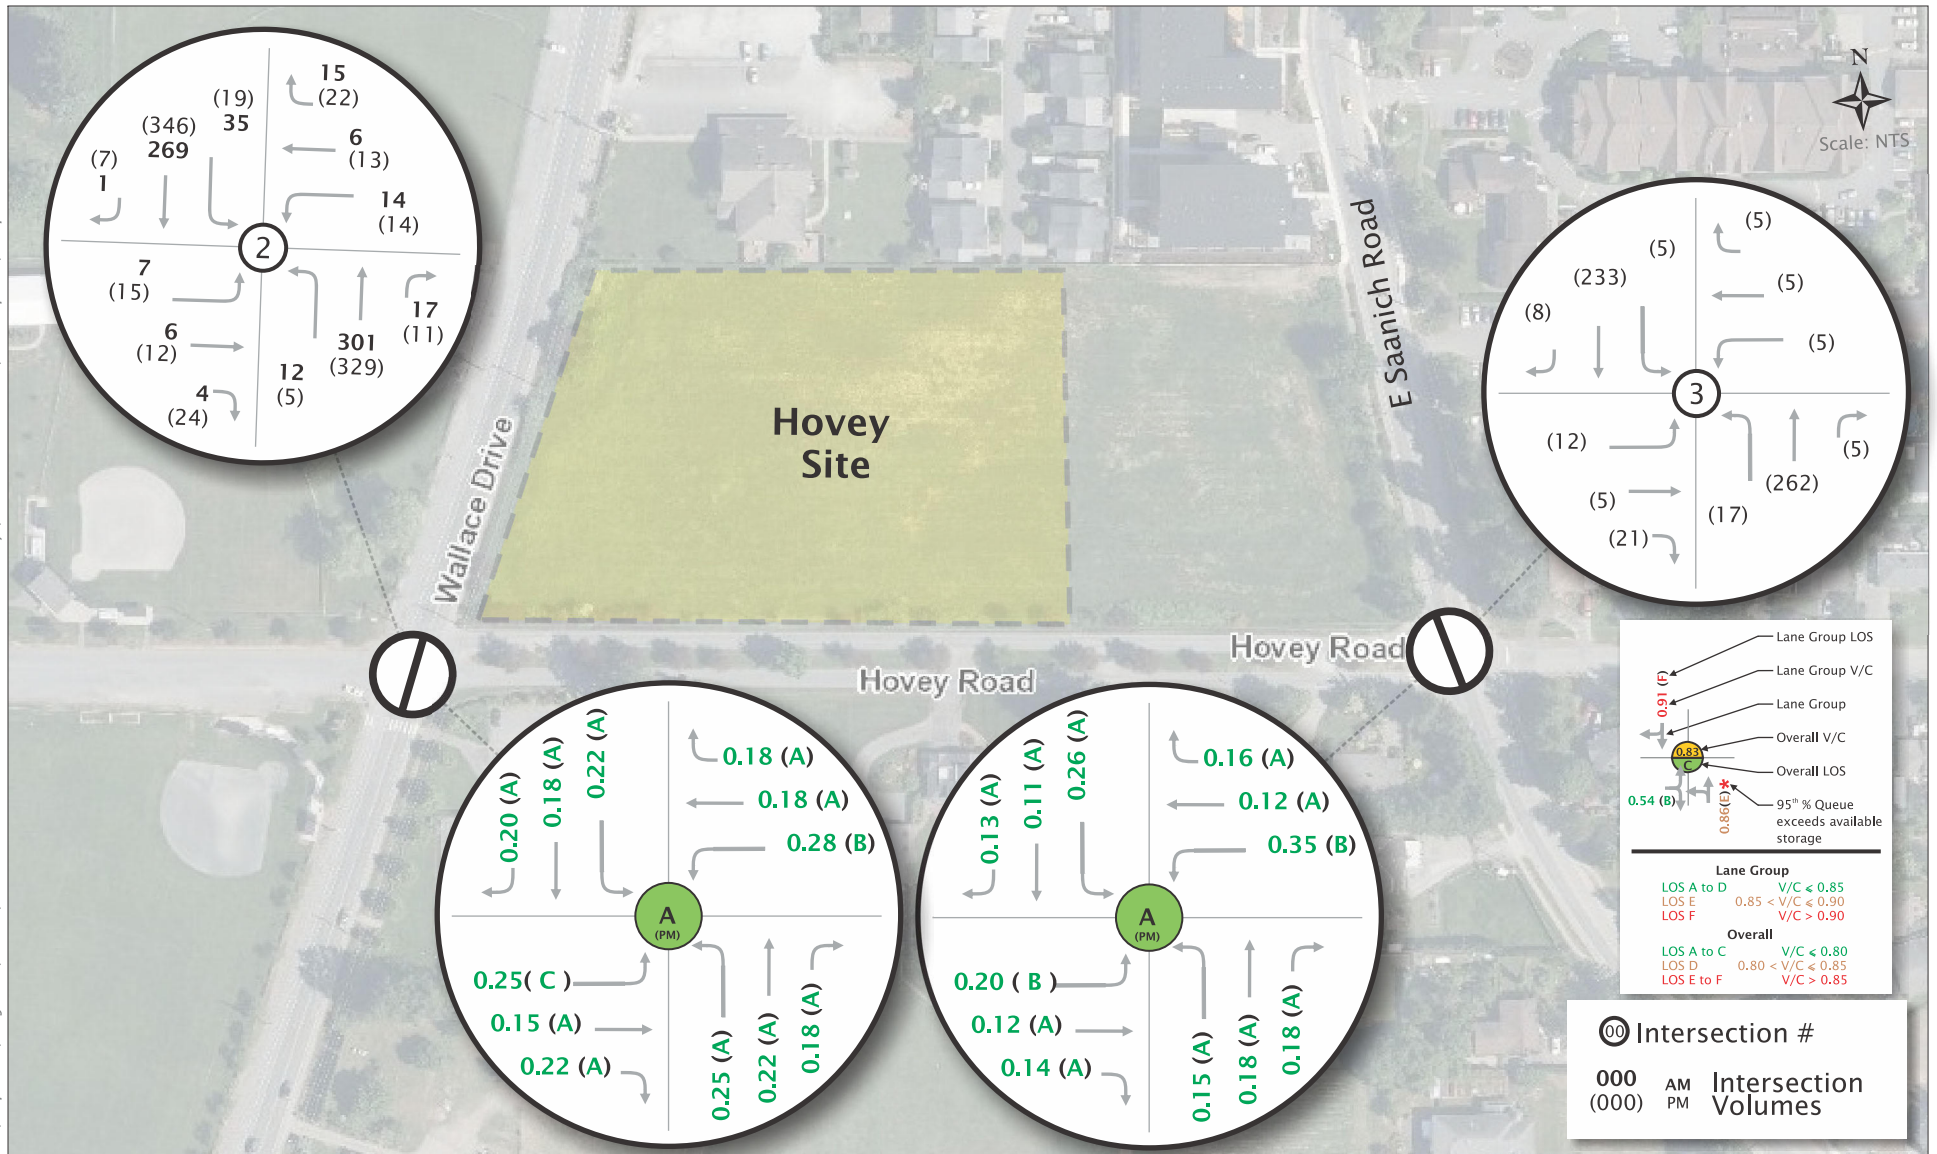 N
Scale: NTS
15
(22)
(19)
35
6
(13)
(346)
269
(7)
1
14
(14)
2
7
(15)
17
(11)
6
(12)
301
(329)
12
(5)
4
(24)
(5)
(5)
(233)
(5)
(8)
(5)
3
(12)
(5)
(262)
(5)
(17)
(21)
Hovey
Site
Wallace Drive
E Saanich Road
Hovey Road
Hovey Road
0.20 (A)
0.18 (A)
0.22 (A)
0.18 (A)
0.18 (A)
0.28 (B)
A
(PM)
0.25( C )
0.15 (A)
0.22 (A)
0.25 (A)
0.22 (A)
0.18 (A)
0.13 (A)
0.11 (A)
0.26 (A)
0.16 (A)
0.12 (A)
0.35 (B)
A
(PM)
0.20 ( B )
0.12 (A)
0.14 (A)
0.15 (A)
0.18 (A)
0.18 (A)
Lane Group LOS
0.91 (F)
Lane Group V/C
Lane Group
Overall V/C
0.83
C
Overall LOS
0.54 (B)
0.86(E) *
95th % Queue
exceeds available
storage
Lane Group
LOS A to D V/C ⩽ 0.85
LOS E 0.85 < V/C ⩽ 0.90
LOS F V/C > 0.90
Overall
LOS A to C V/C ⩽ 0.80
LOS D 0.80 < V/C ⩽ 0.85
LOS E to F V/C > 0.85
00 Intersection #
000 AM Intersection
(000) PM Volumes